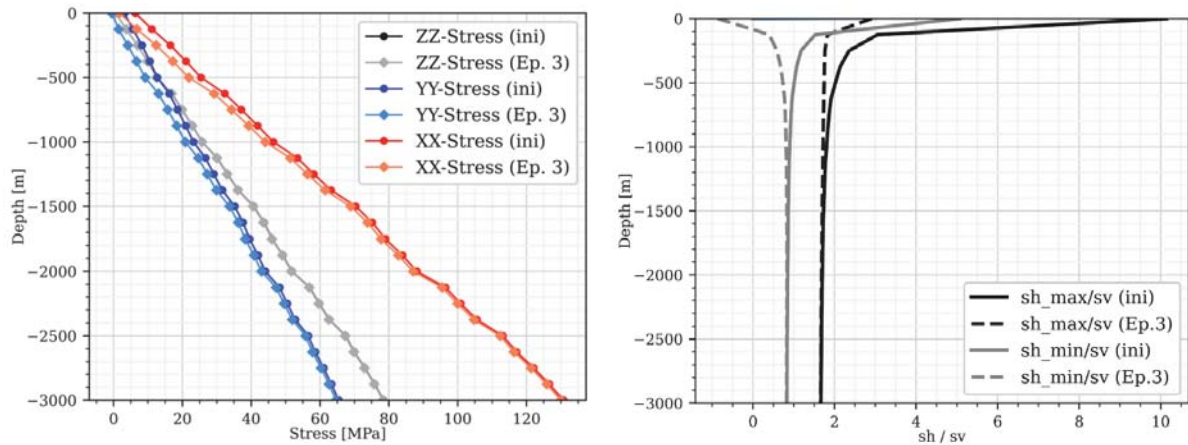 0
−500
−1000
−1500
−2000
−2500
−3000
Depth [m]
0 20 40 60 80 100 120
Stress [MPa]
ZZ-Stress (ini)
ZZ-Stress (Ep. 3)
YY-Stress (ini)
YY-Stress (Ep. 3)
XX-Stress (ini)
XX-Stress (Ep. 3)
0
−500
−1000
−1500
−2000
−2500
−3000
Depth [m]
0 2 4 6 8 10
sh / sv
sh_max/sv (ini)
sh_max/sv (Ep.3)
sh_min/sv (ini)
sh_min/sv (Ep.3)